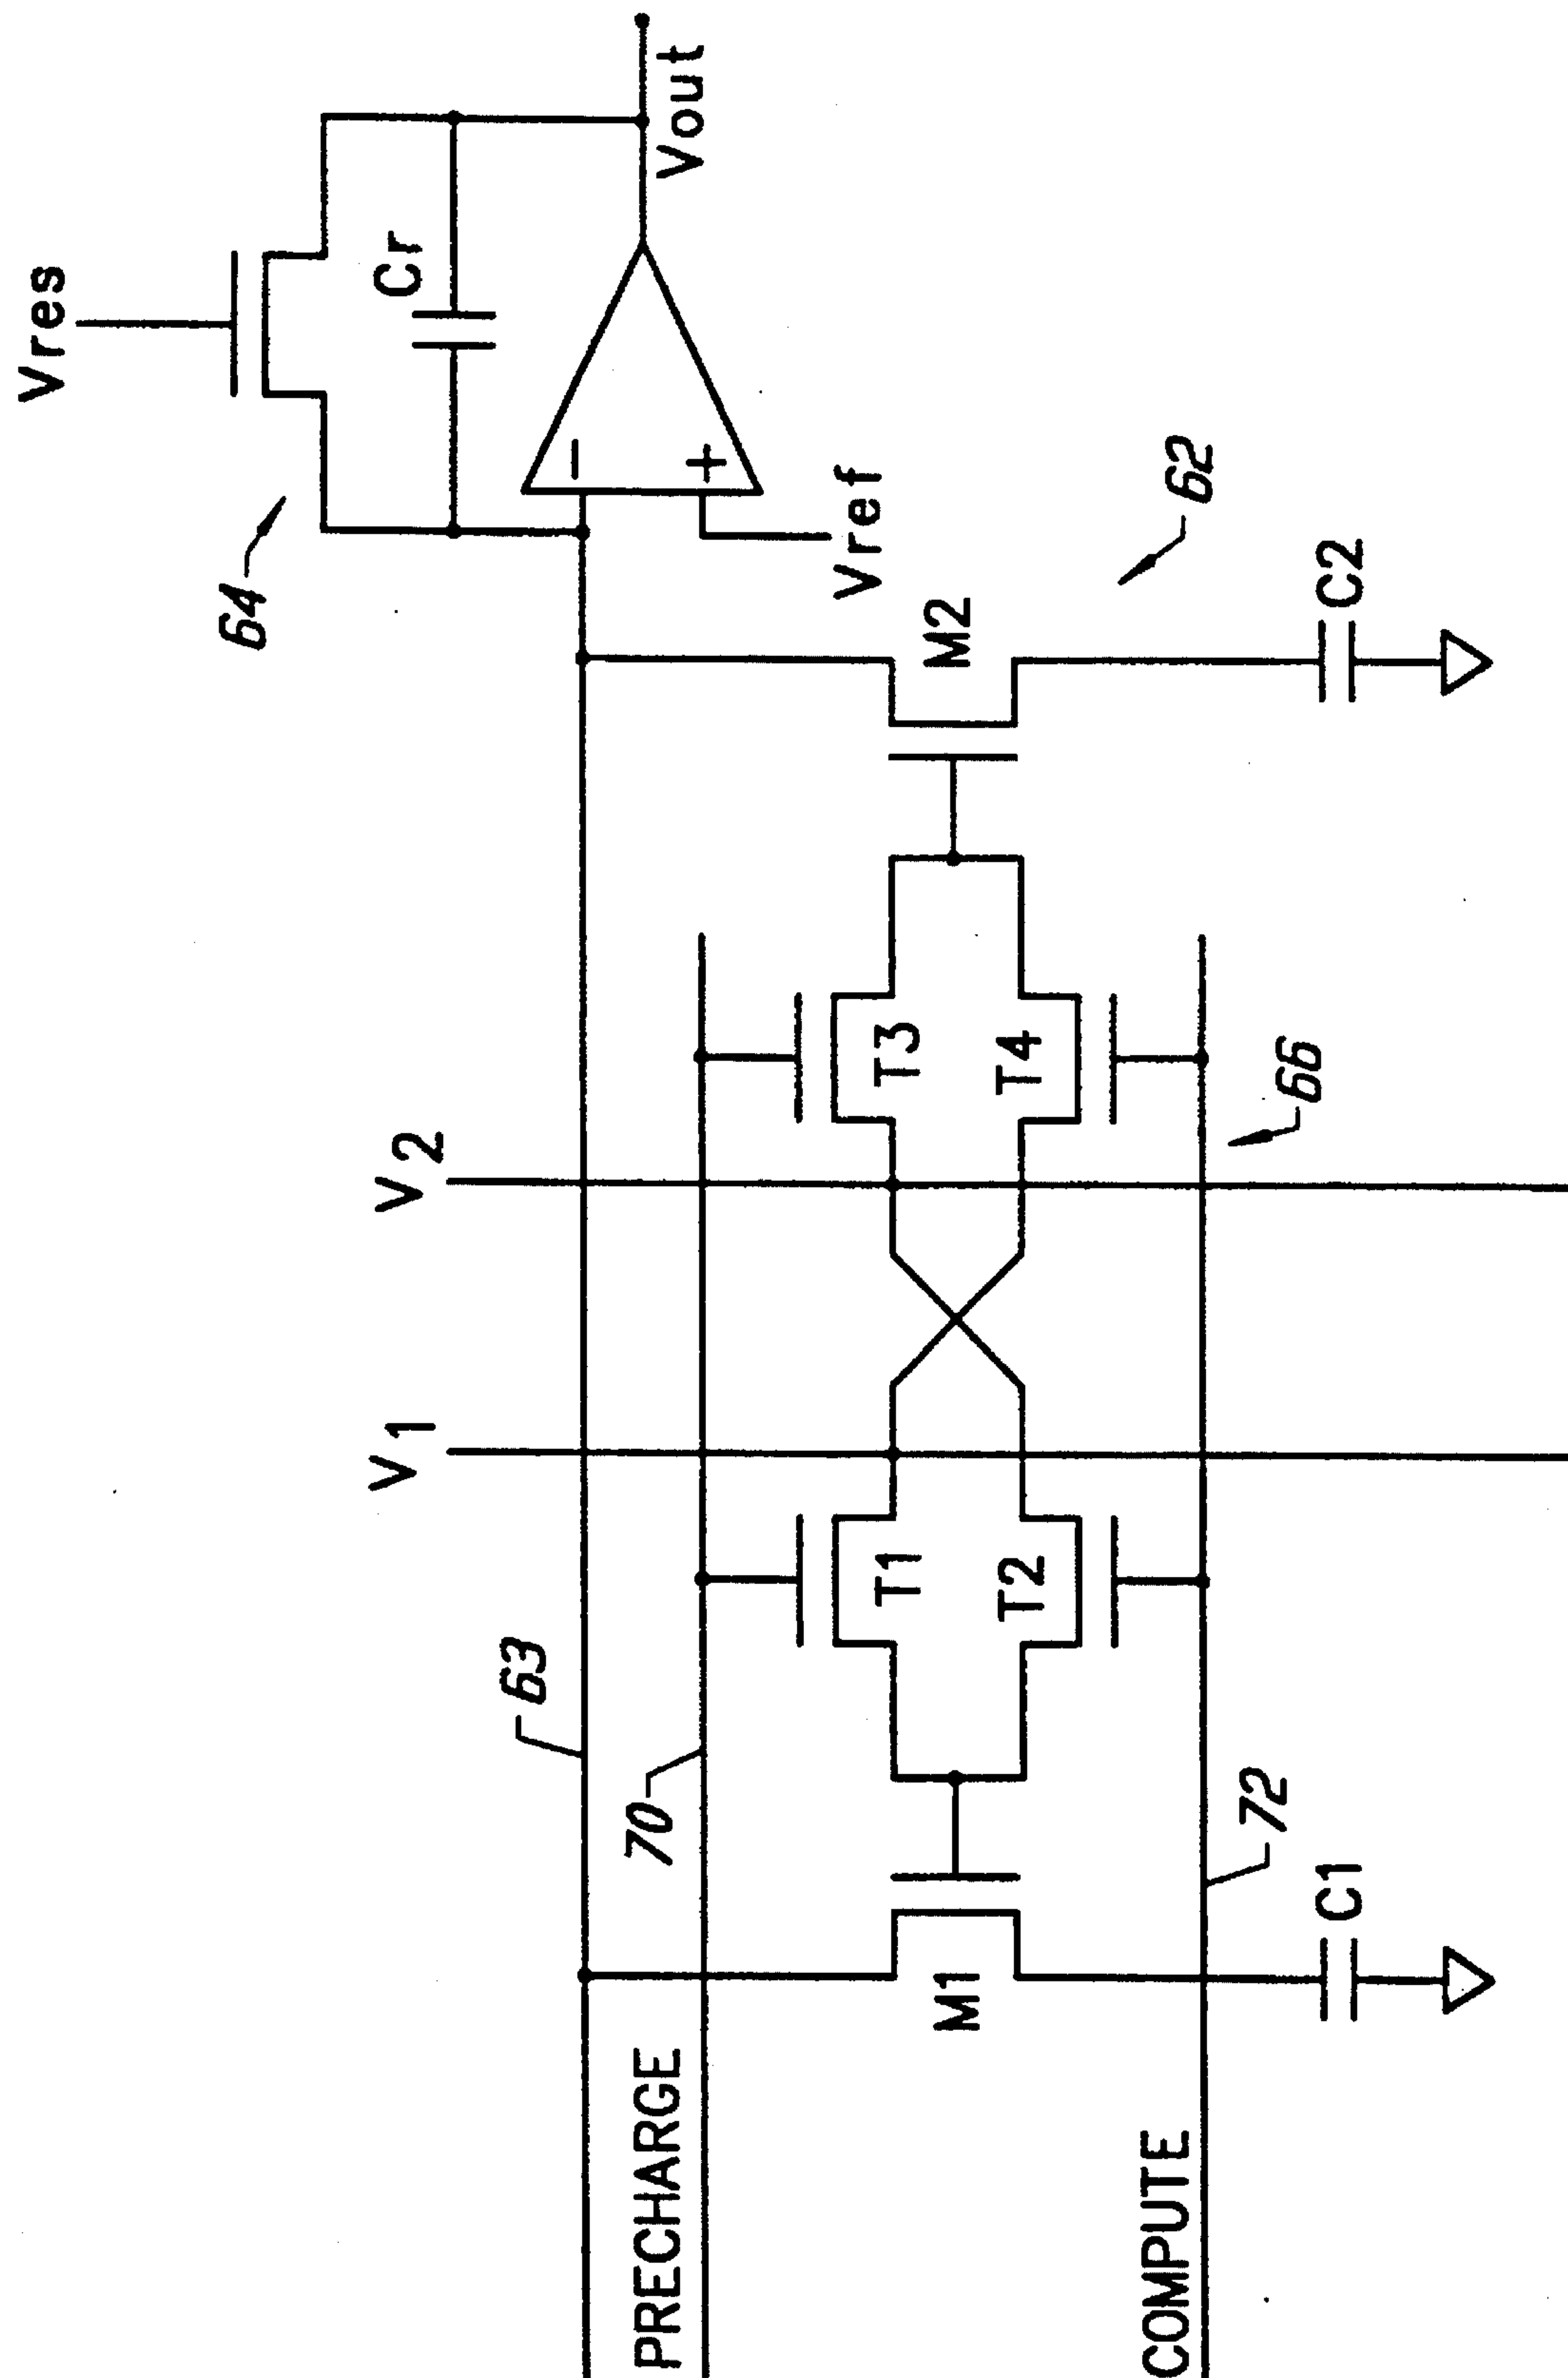 Vres
64
Cr
Vout
−
+
Vref
62
M2
C2
V2
T3
T4
66
V1
T1
T2
63
70
72
M1
C1
PRECHARGE
COMPUTE